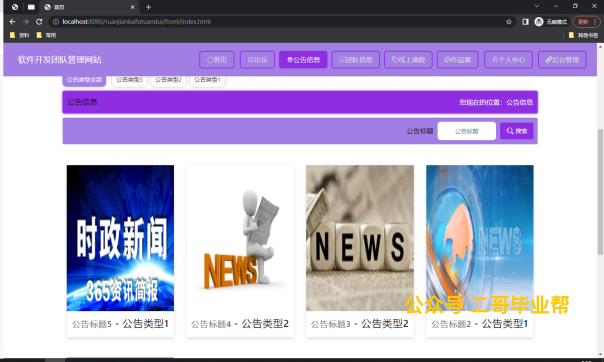 首页
localhost:8080/ruanjiankaifatuandui/front/index.html
无痕模式
更新
资料
常用
其他书签
软件开发团队管理网站
首页
论坛
公告信息
团队信息
线上课程
作品集
个人中心
后台管理
公告类型全部
公告类型3
公告类型2
公告类型1
公告信息
您现在的位置：公告信息
公告标题
公告标题
搜索
时政新闻
365资讯简报
NEWS
NEWS
NEWS
公众号 二哥毕业帮
公告标题5 - 公告类型1
公告标题4 - 公告类型2
公告标题3 - 公告类型2
公告标题2 - 公告类型1